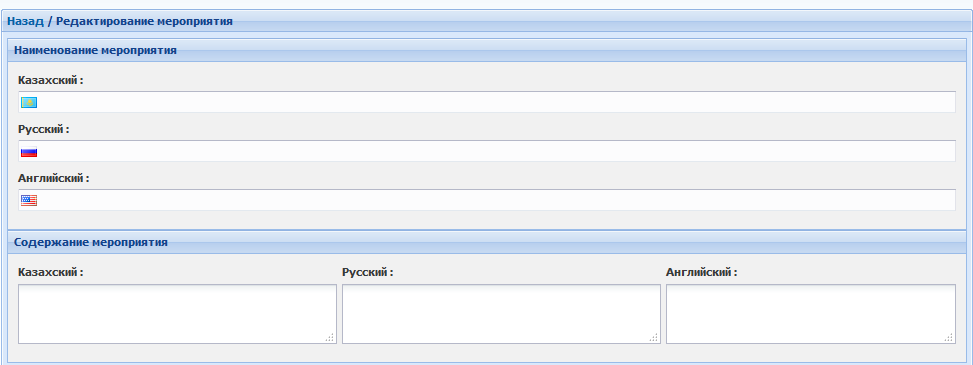 Назад / Редактирование мероприятия
Наименование мероприятия
Казахский :
Русский :
Английский :
Содержание мероприятия
Казахский : Русский : Английский :